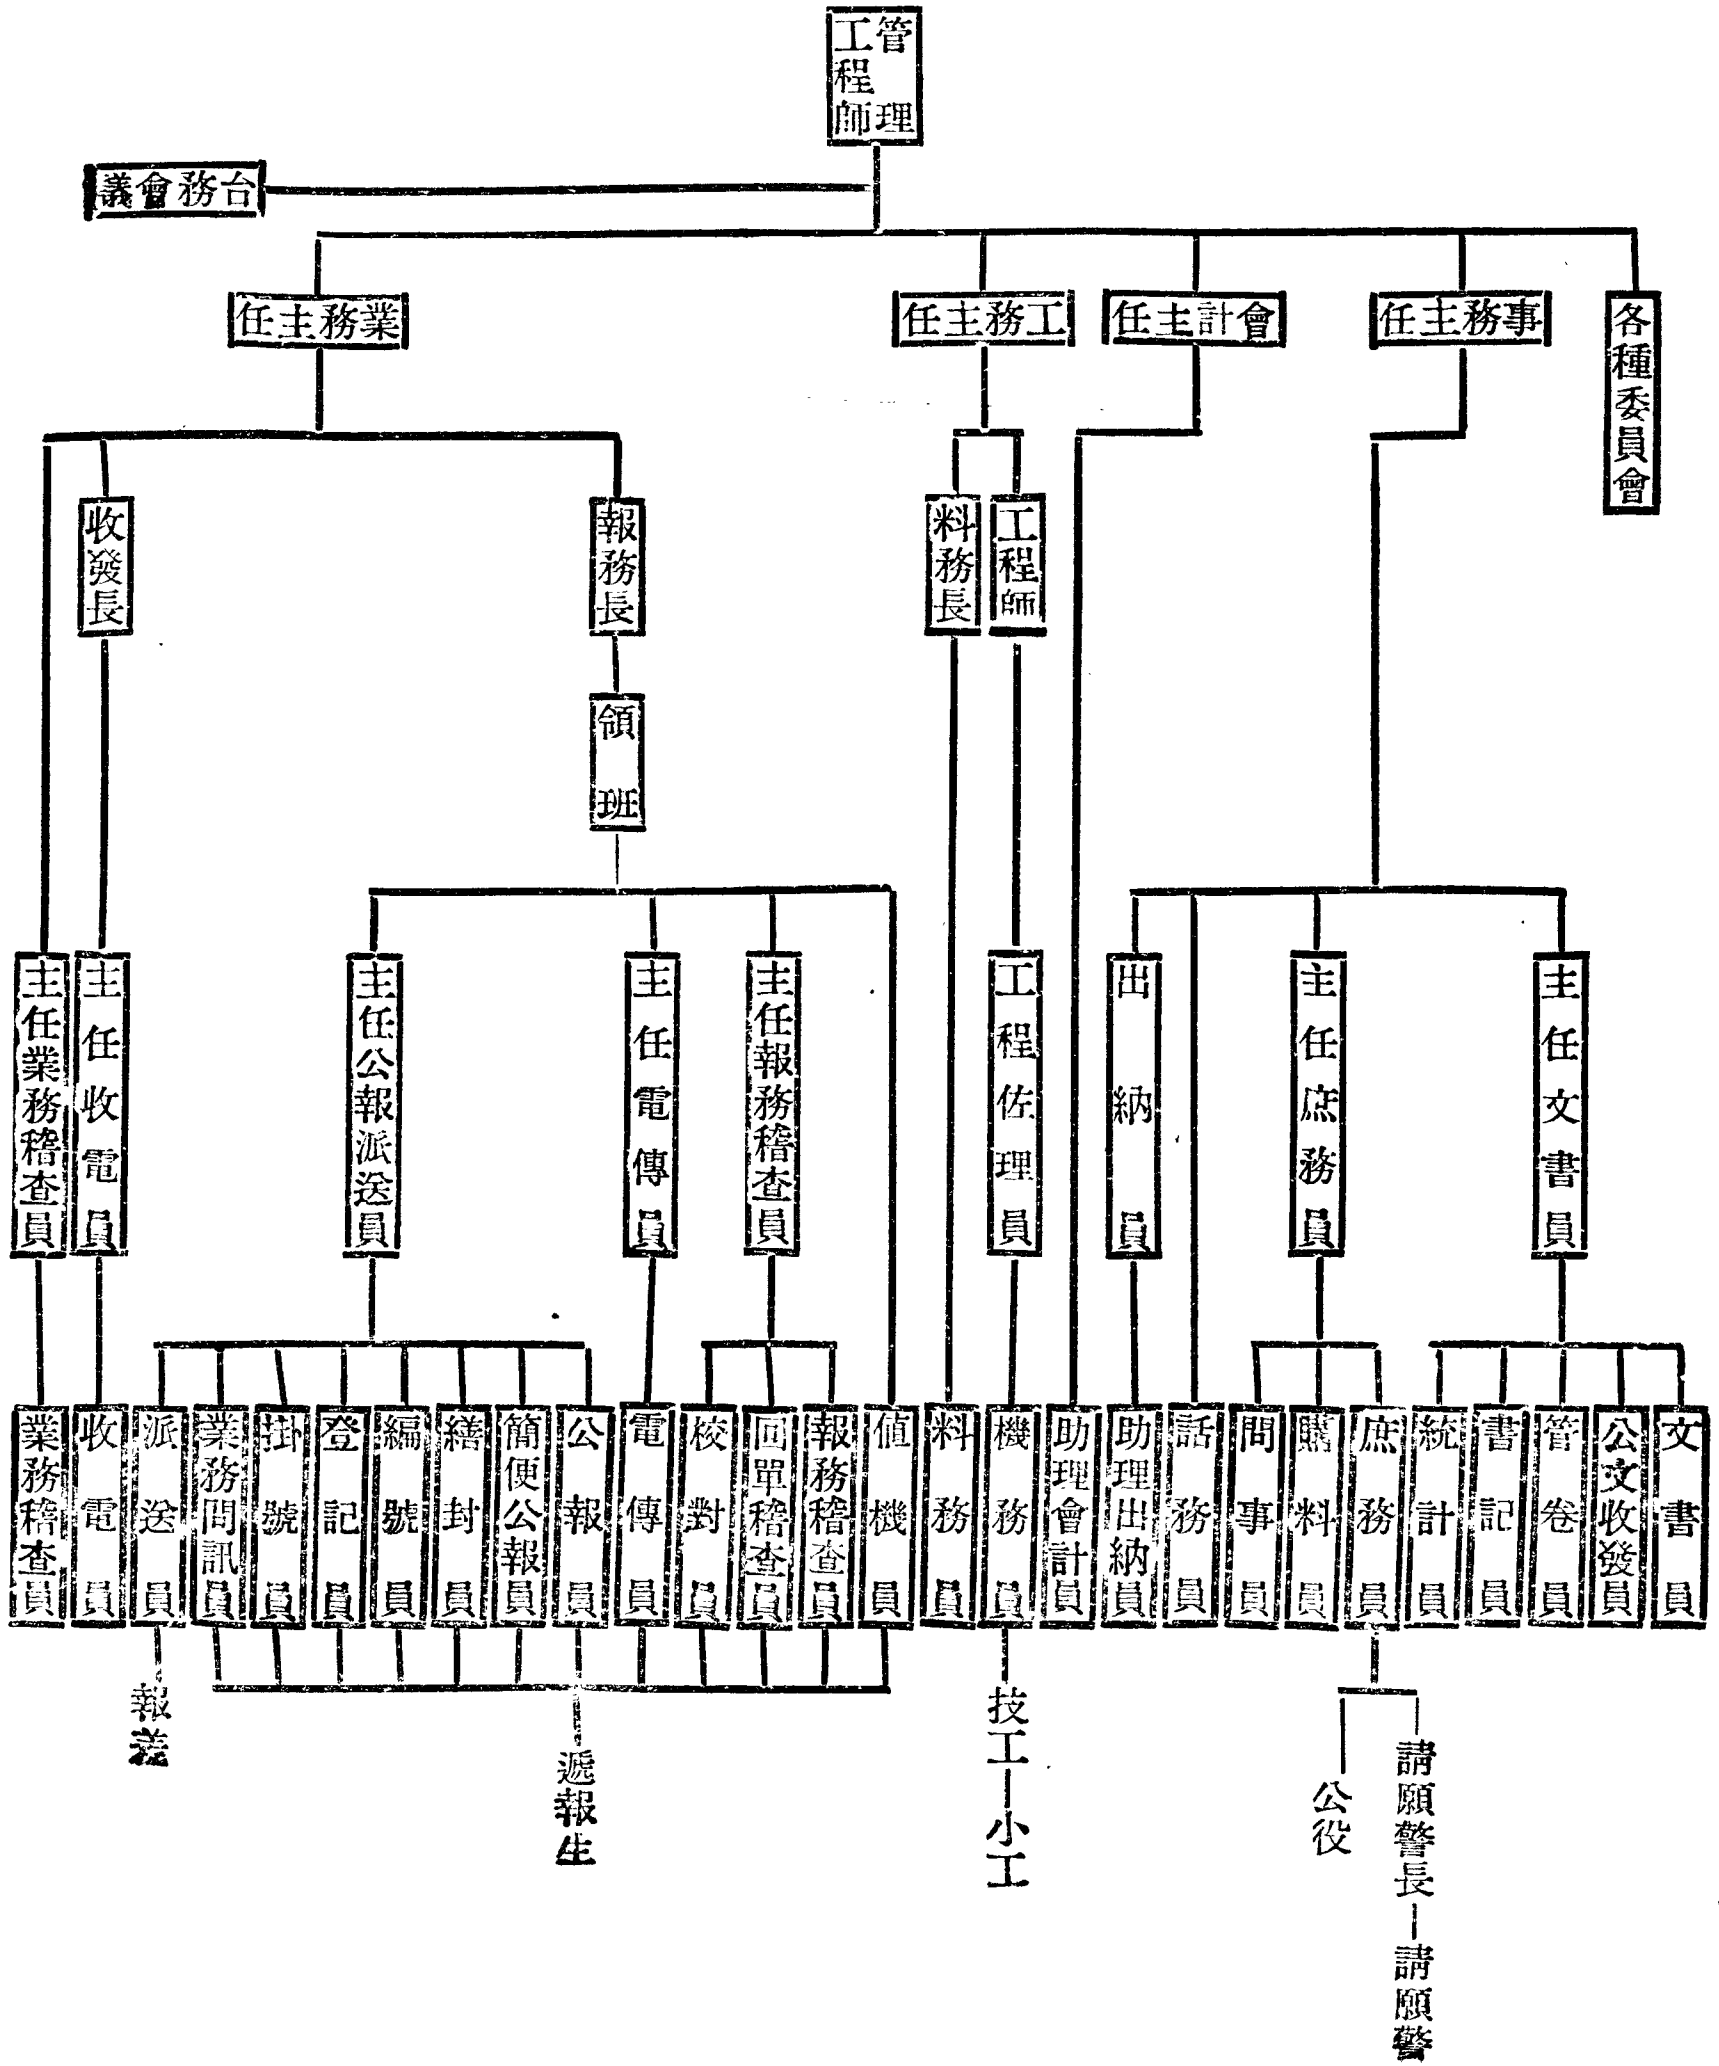 管理
工程師
台務會議
各種委員會
事務主任
會計主任
工務主任
業務主任
工程師
料務長
報務長
收發長
領班
主任文書員
主任庶務員
出納員
工程佐理員
主任報務稽查員
主任電傳員
主任公報派送員
主任收電員
主任業務稽查員
文書員
公文收發員
管卷員
書記員
統計員
庶務員
購料員
問事員
話務員
助理出納員
助理會計員
機務員
料務員
值機員
報務稽查員
回單稽查員
校對員
電傳員
公報員
簡便公報員
繕封員
編號員
登記員
掛號員
業務問訊員
派送員
收電員
業務稽查員
請願警長—請願警
公役
技工—小工
遞報生
報差